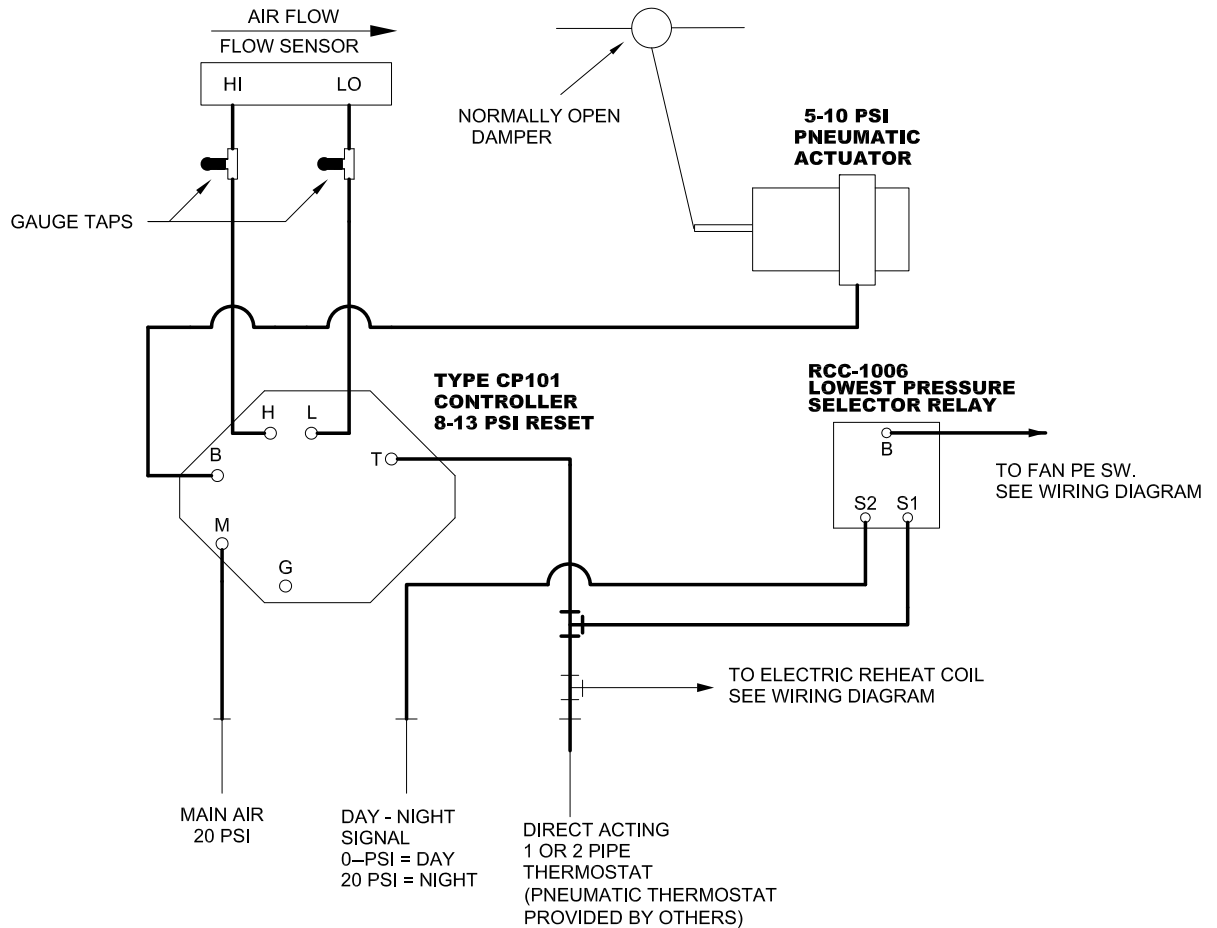 AIR FLOW
FLOW SENSOR
HI
LO
NORMALLY OPEN
DAMPER
5-10 PSI
PNEUMATIC
ACTUATOR
GAUGE TAPS
TYPE CP101
CONTROLLER
8-13 PSI RESET
H
L
B
T
M
G
RCC-1006
LOWEST PRESSURE
SELECTOR RELAY
B
S2
S1
TO FAN PE SW.
SEE WIRING DIAGRAM
TO ELECTRIC REHEAT COIL
SEE WIRING DIAGRAM
MAIN AIR
20 PSI
DAY - NIGHT
SIGNAL
0–PSI = DAY
20 PSI = NIGHT
DIRECT ACTING
1 OR 2 PIPE
THERMOSTAT
(PNEUMATIC THERMOSTAT
PROVIDED BY OTHERS)